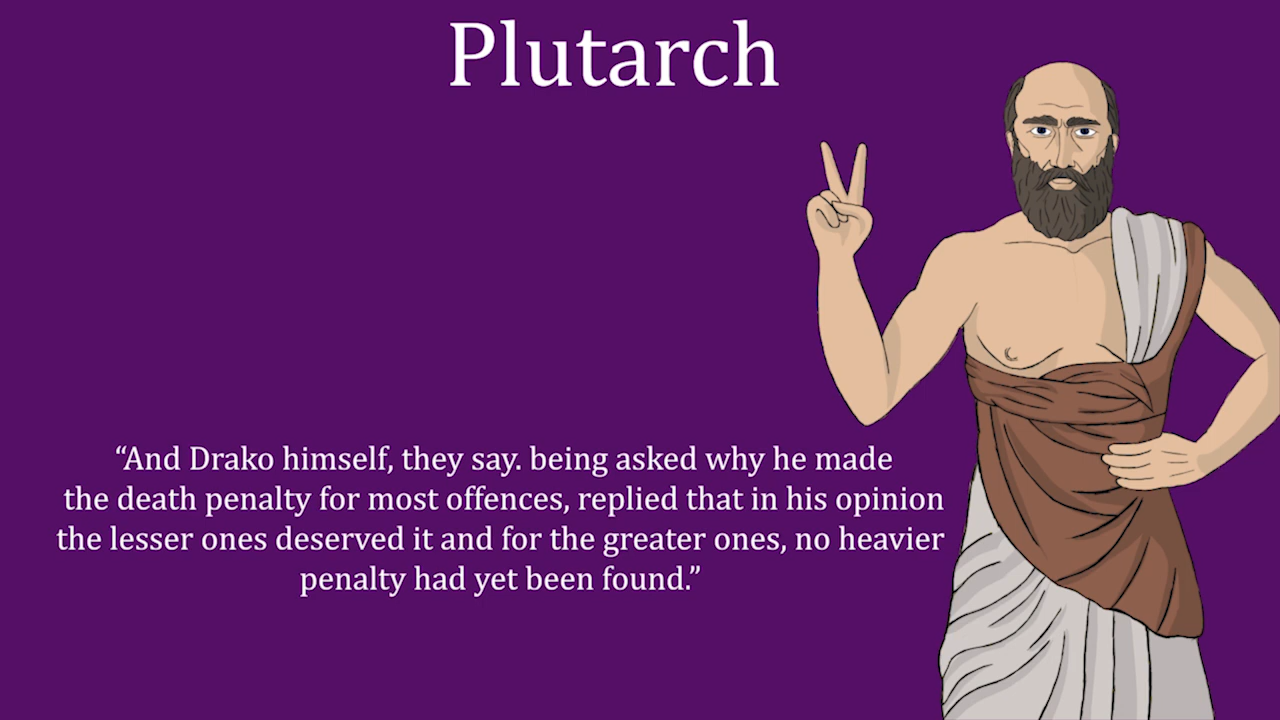 Plutarch
“And Drako himself, they say. being asked why he made
the death penalty for most offences, replied that in his opinion
the lesser ones deserved it and for the greater ones, no heavier
penalty had yet been found.”